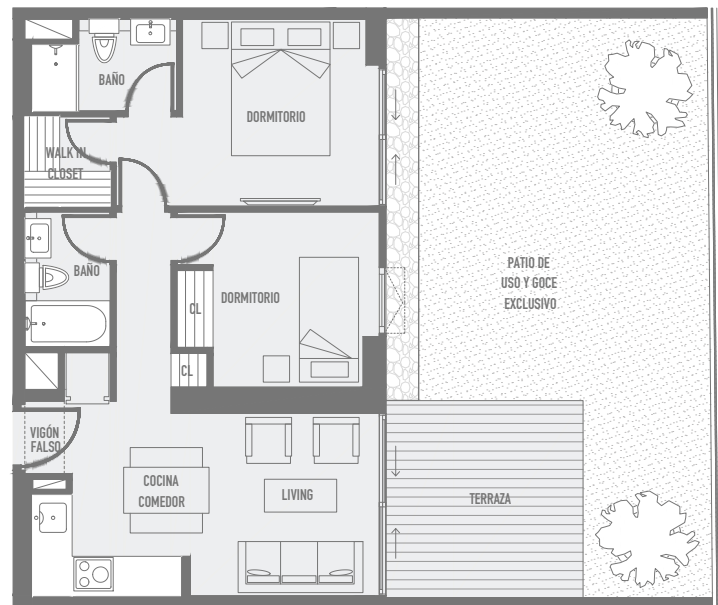 BAÑO
DORMITORIO
WALK IN
CLOSET
BAÑO
DORMITORIO
CL
CL
PATIO DE
USO Y GOCE
EXCLUSIVO
VIGÓN
FALSO
COCINA
COMEDOR
LIVING
TERRAZA